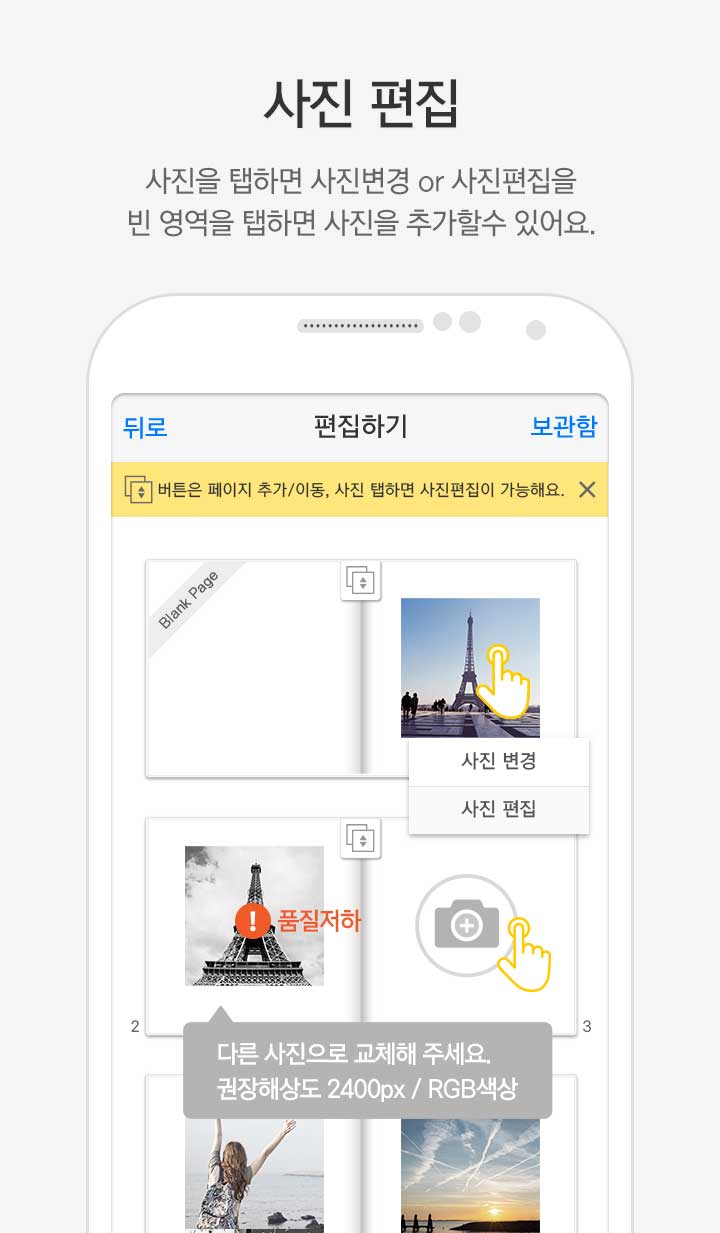 사진 편집
사진을 탭하면 사진변경 or 사진편집을
빈 영역을 탭하면 사진을 추가할수 있어요.
뒤로
편집하기
보관함
버튼은 페이지 추가/이동, 사진 탭하면 사진편집이 가능해요.
Blank Page
사진 변경
사진 편집
품질저하
2
3
다른 사진으로 교체해 주세요.
권장해상도 2400px / RGB색상